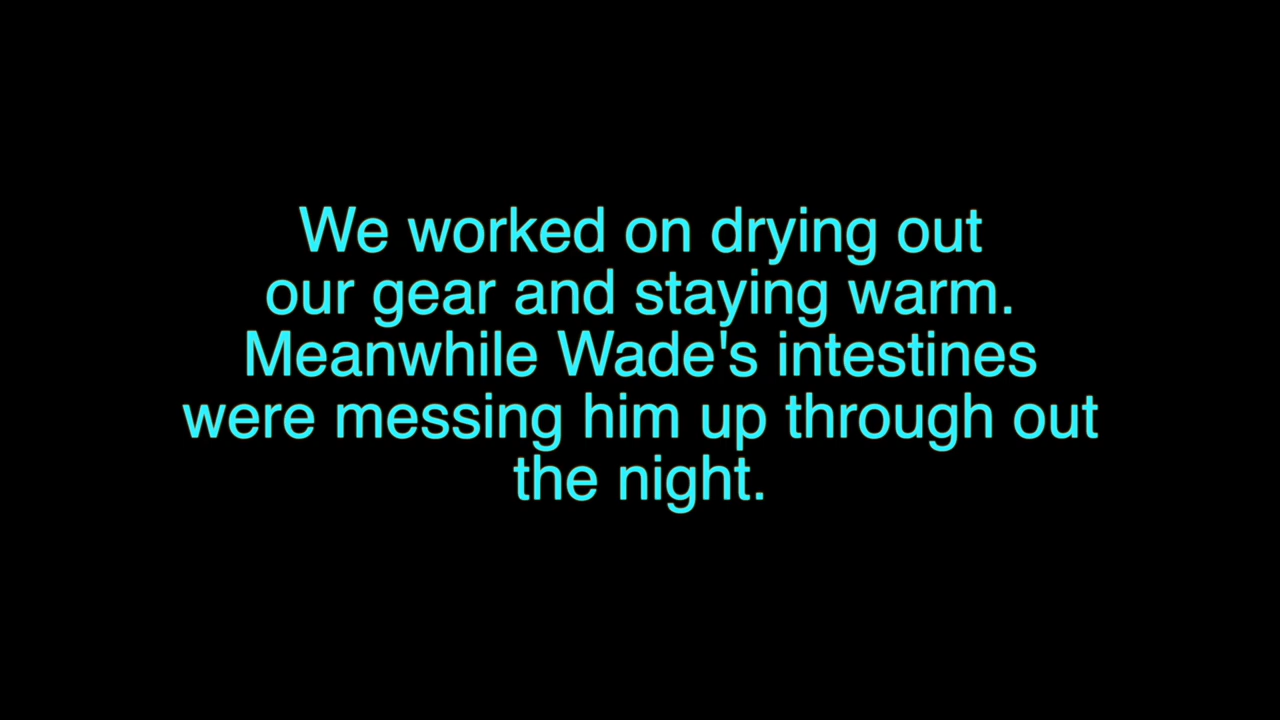 We worked on drying out
our gear and staying warm.
Meanwhile Wade's intestines
were messing him up through out
the night.